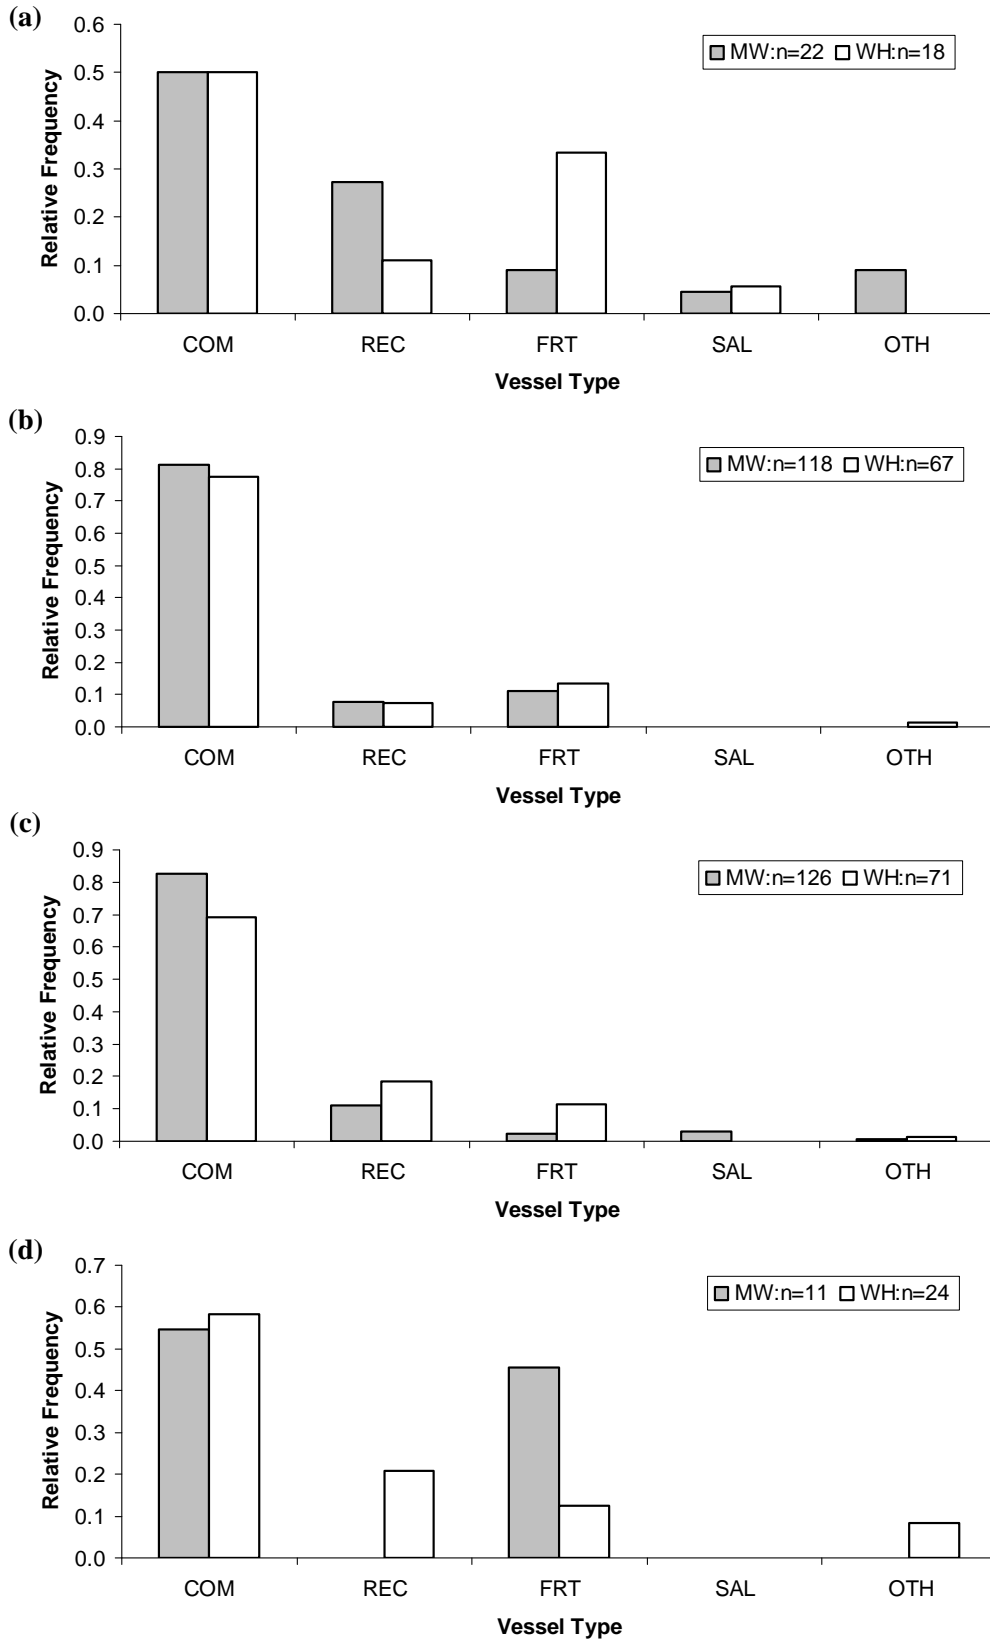 (a)
Relative Frequency
0.6
0.5
0.4
0.3
0.2
0.1
0.0
MW:n=22 WH:n=18
COM REC FRT SAL OTH
Vessel Type
(b)
Relative Frequency
0.9
0.8
0.7
0.6
0.5
0.4
0.3
0.2
0.1
0.0
MW:n=118 WH:n=67
COM REC FRT SAL OTH
Vessel Type
(c)
Relative Frequency
0.9
0.8
0.7
0.6
0.5
0.4
0.3
0.2
0.1
0.0
MW:n=126 WH:n=71
COM REC FRT SAL OTH
Vessel Type
(d)
Relative Frequency
0.7
0.6
0.5
0.4
0.3
0.2
0.1
0.0
MW:n=11 WH:n=24
COM REC FRT SAL OTH
Vessel Type